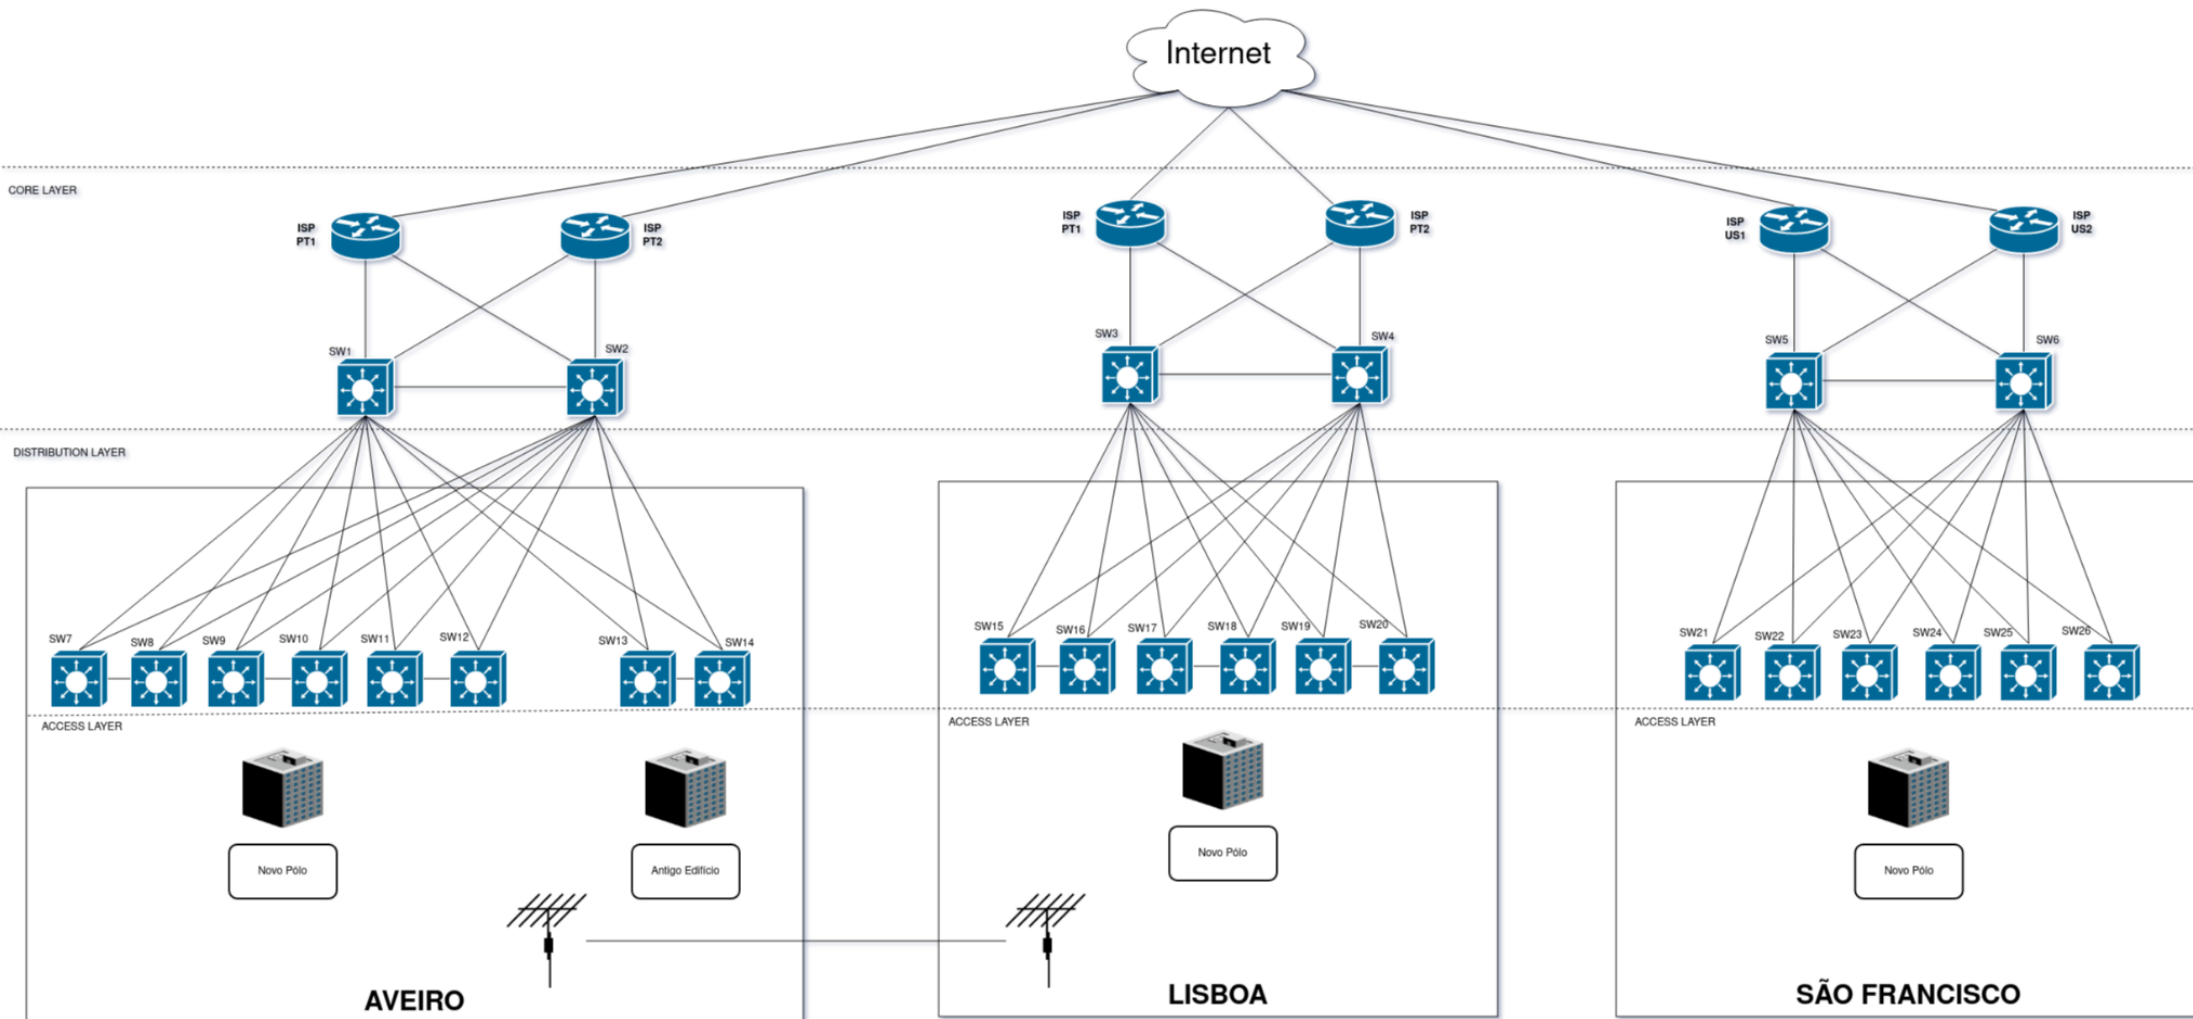 Internet
CORE LAYER
ISP
PT1
ISP
PT2
ISP
PT1
ISP
PT2
ISP
US1
ISP
US2
SW1
SW2
SW3
SW4
SW5
SW6
DISTRIBUTION LAYER
SW7
SW8
SW9
SW10
SW11
SW12
SW13
SW14
SW15
SW16
SW17
SW18
SW19
SW20
SW21
SW22
SW23
SW24
SW25
SW26
ACCESS LAYER
ACCESS LAYER
ACCESS LAYER
Novo Pólo
Antigo Edifício
Novo Pólo
Novo Pólo
AVEIRO
LISBOA
SÃO FRANCISCO